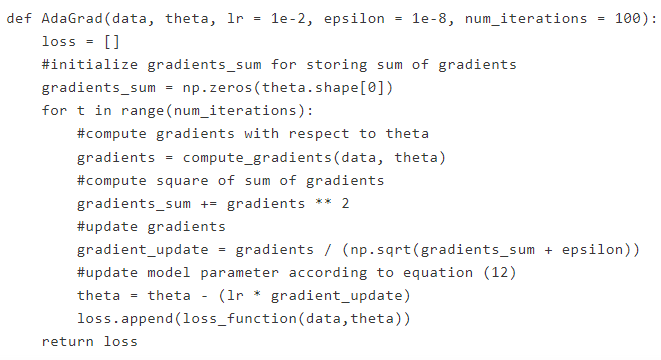 def AdaGrad(data, theta, lr = 1e-2, epsilon = 1e-8, num_iterations = 100):
    loss = []
    #initialize gradients_sum for storing sum of gradients
    gradients_sum = np.zeros(theta.shape[0])
    for t in range(num_iterations):
        #compute gradients with respect to theta
        gradients = compute_gradients(data, theta)
        #compute square of sum of gradients
        gradients_sum += gradients ** 2
        #update gradients
        gradient_update = gradients / (np.sqrt(gradients_sum + epsilon))
        #update model parameter according to equation (12)
        theta = theta - (lr * gradient_update)
        loss.append(loss_function(data,theta))
    return loss